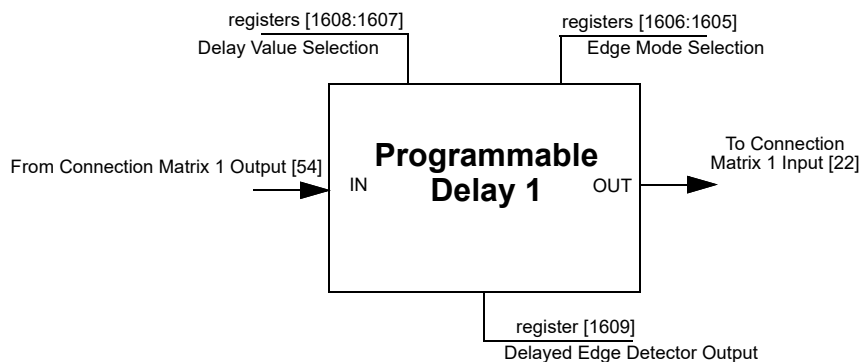 registers [1608:1607]
Delay Value Selection
registers [1606:1605]
Edge Mode Selection
From Connection Matrix 1 Output [54]
IN
Programmable
Delay 1
OUT
To Connection
Matrix 1 Input [22]
register [1609]
Delayed Edge Detector Output